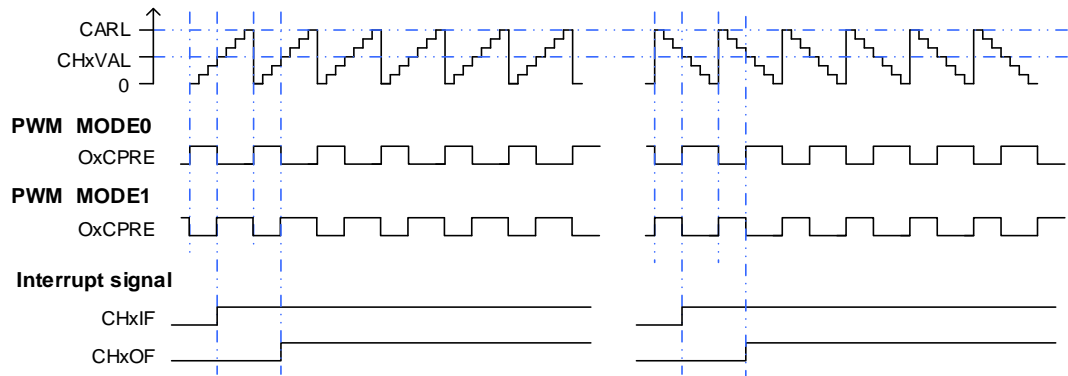 CARL
CHxVAL
0
PWM MODE0
OxCPRE
PWM MODE1
OxCPRE
Interrupt signal
CHxIF
CHxOF